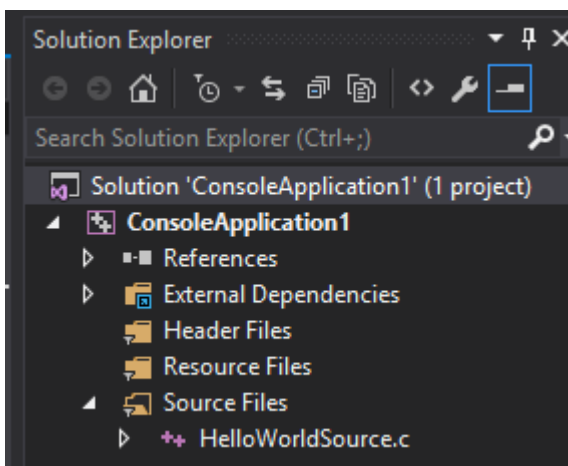 Solution Explorer
Search Solution Explorer (Ctrl+;)
Solution 'ConsoleApplication1' (1 project)
ConsoleApplication1
References
External Dependencies
Header Files
Resource Files
Source Files
HelloWorldSource.c